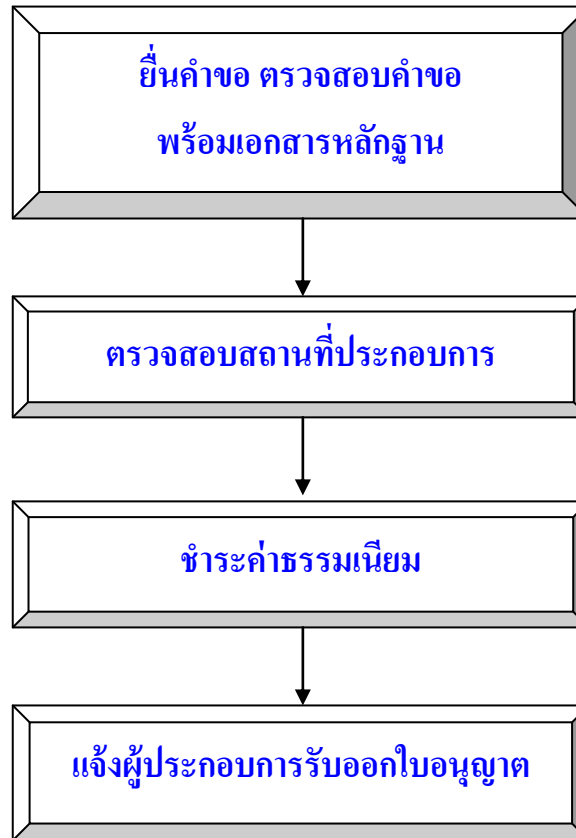 ยื่นคำขอ ตรวจสอบคำขอ
พร้อมเอกสารหลักฐาน
ตรวจสอบสถานที่ประกอบการ
ชำระค่าธรรมเนียม
แจ้งผู้ประกอบการรับออกใบอนุญาต